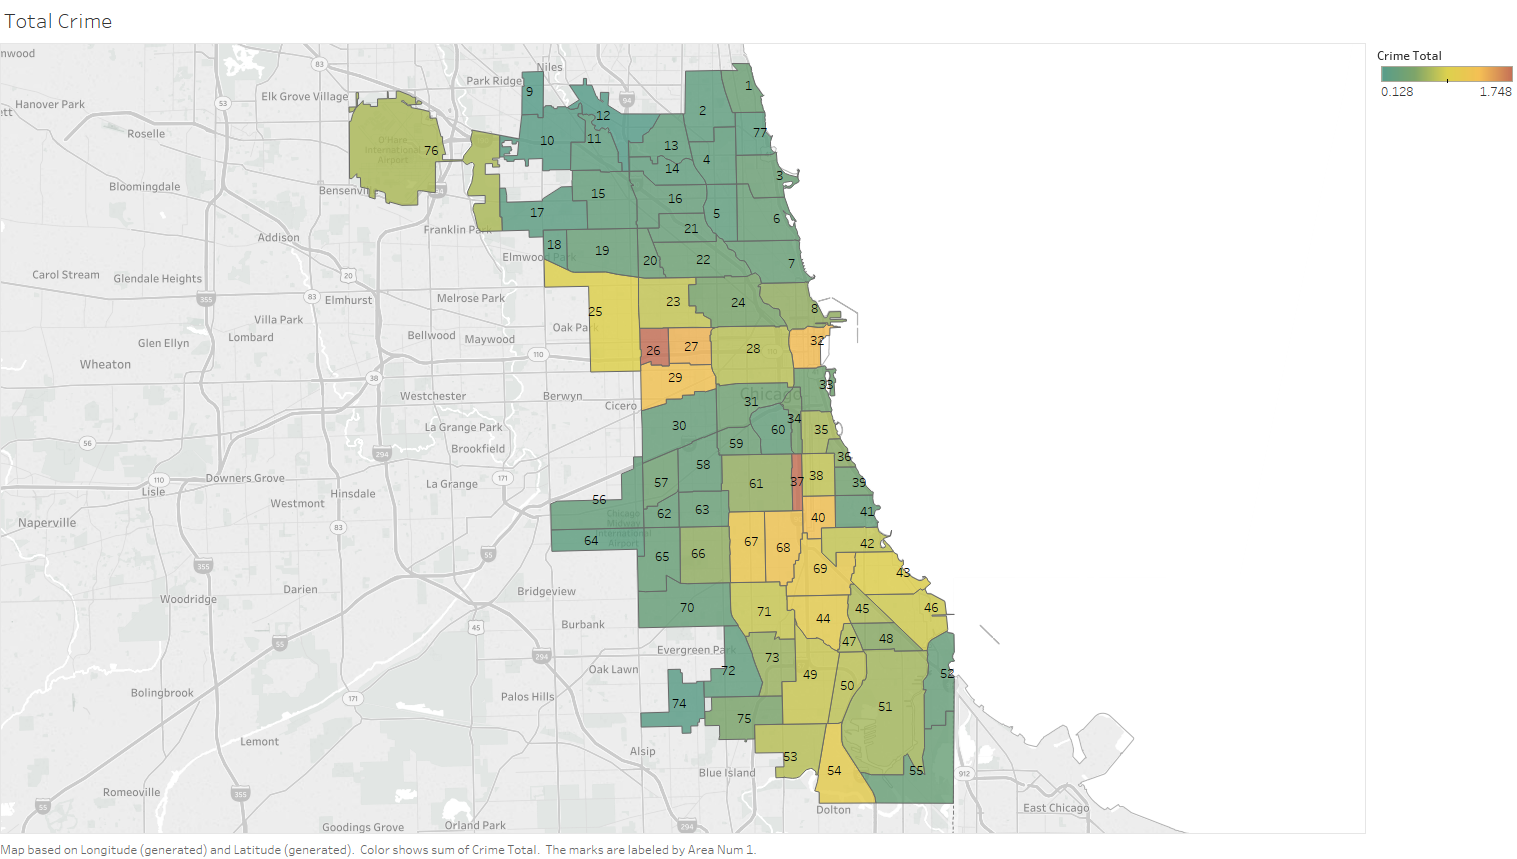 Total Crime
nwood
83
Niles
Park Ridge
Elk Grove Village
9
1
Hanover Park
53
94
2
ett
12
O'Hare
International
Airport
76
10
11
77
Roselle
13
4
14
3
Bloomingdale
Bensenvi
15
16
17
5
6
Franklin Park
21
Addison
18
19
Elmwood Park
20
22
7
Carol Stream
Glendale Heights
20
355
83
Elmhurst
Melrose Park
23
24
8
25
Villa Park
Oak Park
Glen Ellyn
Lombard
Bellwood
Maywood
32
26
27
28
110
Wheaton
38
29
33
Westchester
Berwyn
Chicago
31
Cicero
34
La Grange Park
30
60
35
56
Brookfield
59
294
36
58
Downers Grove
110
171
La Grange
57
61
37
38
39
Lisle
Hinsdale
56
Westmont
63
Chicago
Midway
International
Airport
62
40
41
Naperville
83
64
67
68
42
55
65
66
355
69
43
Darien
Bridgeview
Woodridge
70
71
45
46
Burbank
44
45
55
47
48
Evergreen Park
294
73
Oak Lawn
72
49
52
50
Bolingbrook
171
Palos Hills
74
51
75
Lemont
Alsip
53
Blue Island
54
55
912
Romeoville
355
55
Dolton
East Chicago
Goodings Grove
Orland Park
294
Crime Total
0.128
1.748
Map based on Longitude (generated) and Latitude (generated). Color shows sum of Crime Total. The marks are labeled by Area Num 1.